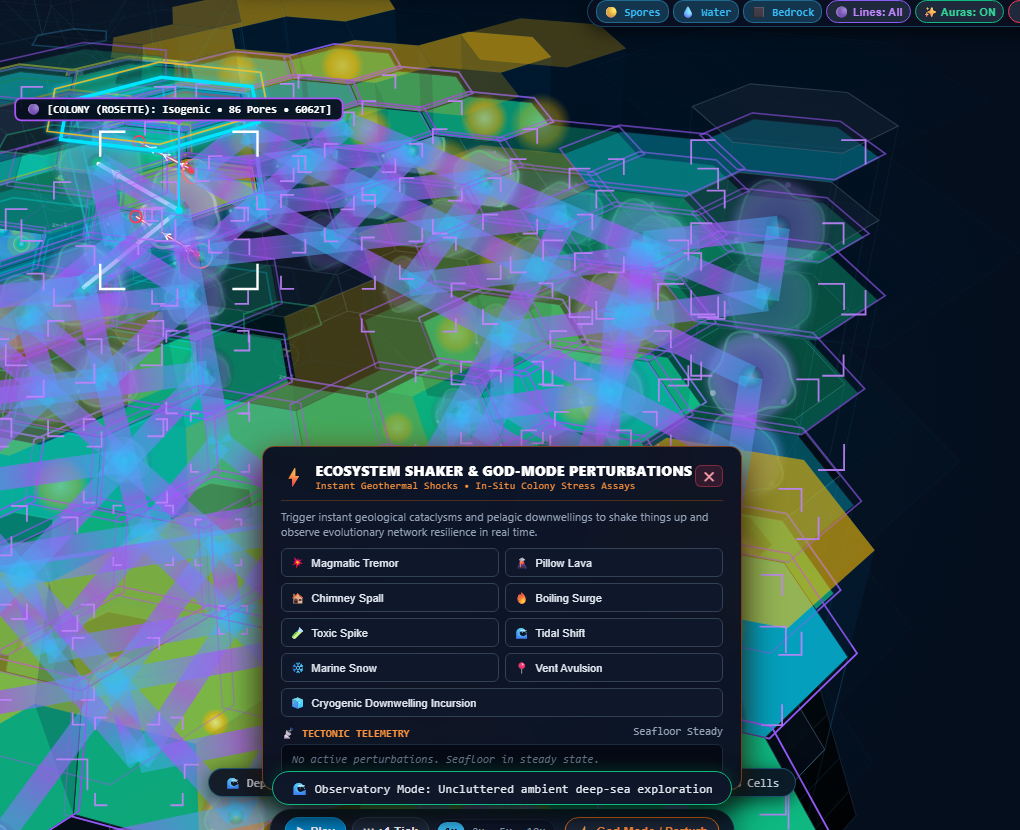 Spores
Water
Bedrock
Lines: All
Auras: ON
[COLONY (ROSETTE): Isogenic • 86 Pores • 6062T]
ECOSYSTEM SHAKER & GOD-MODE PERTURBATIONS
Instant Geothermal Shocks • In-Situ Colony Stress Assays
Trigger instant geological cataclysms and pelagic downwellings to shake things up and
observe evolutionary network resilience in real time.
Magmatic Tremor
Pillow Lava
Chimney Spall
Boiling Surge
Toxic Spike
Tidal Shift
Marine Snow
Vent Avulsion
Cryogenic Downwelling Incursion
TECTONIC TELEMETRY
Seafloor Steady
No active perturbations. Seafloor in steady state.
Cells
Observatory Mode: Uncluttered ambient deep-sea exploration
Play
God Mode / Perturb